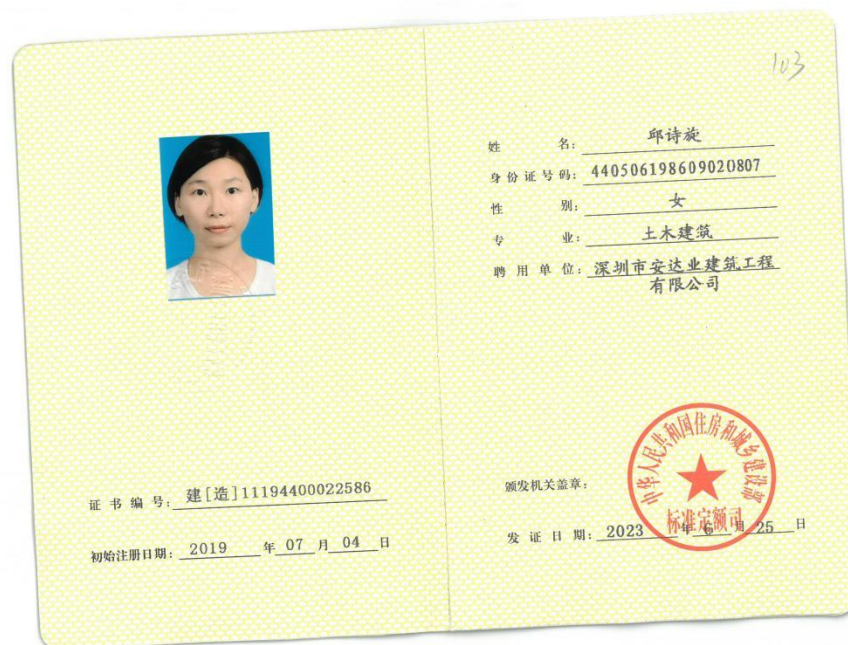 证书编号: 建[造]11194400022586
初始注册日期: 2019 年 07 月 04 日
103
姓名: 邱诗旋
身份证号码: 440506198609020807
性别: 女
专业: 土木建筑
聘用单位: 深圳市安达业建筑工程
有限公司
颁发机关盖章:
中华人民共和国住房和城乡建设部
标准定额司
发证日期: 2023 年 6 月 25 日